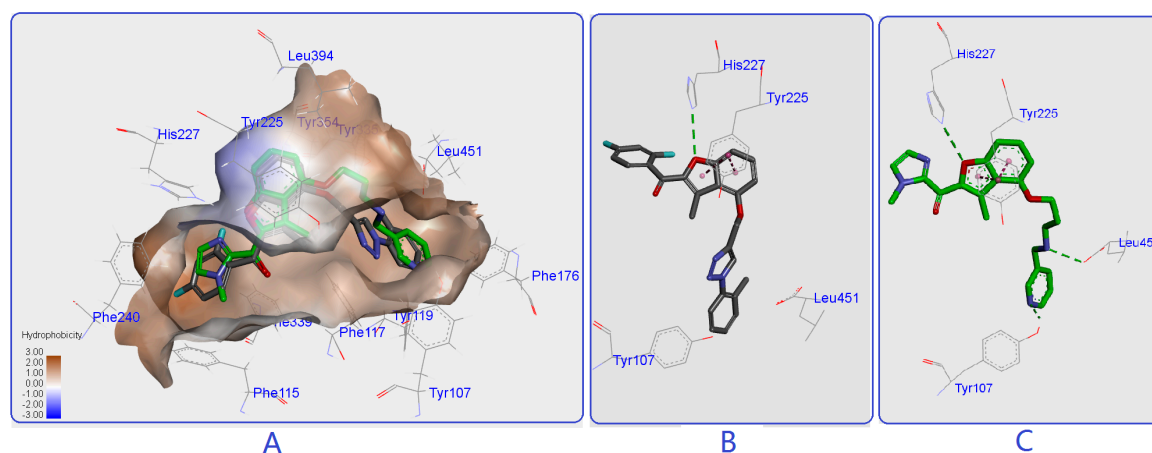 Leu394
Tyr225
Tyr354
His227
Leu451
Phe240
Phe176
Phe339
Phe117
Tyr119
Phe115
Tyr107
Hydrophobicity
3.00
2.00
1.00
0.00
-1.00
-2.00
-3.00
A
His227
Tyr225
Leu451
Tyr107
B
His227
Tyr225
Tyr107
C